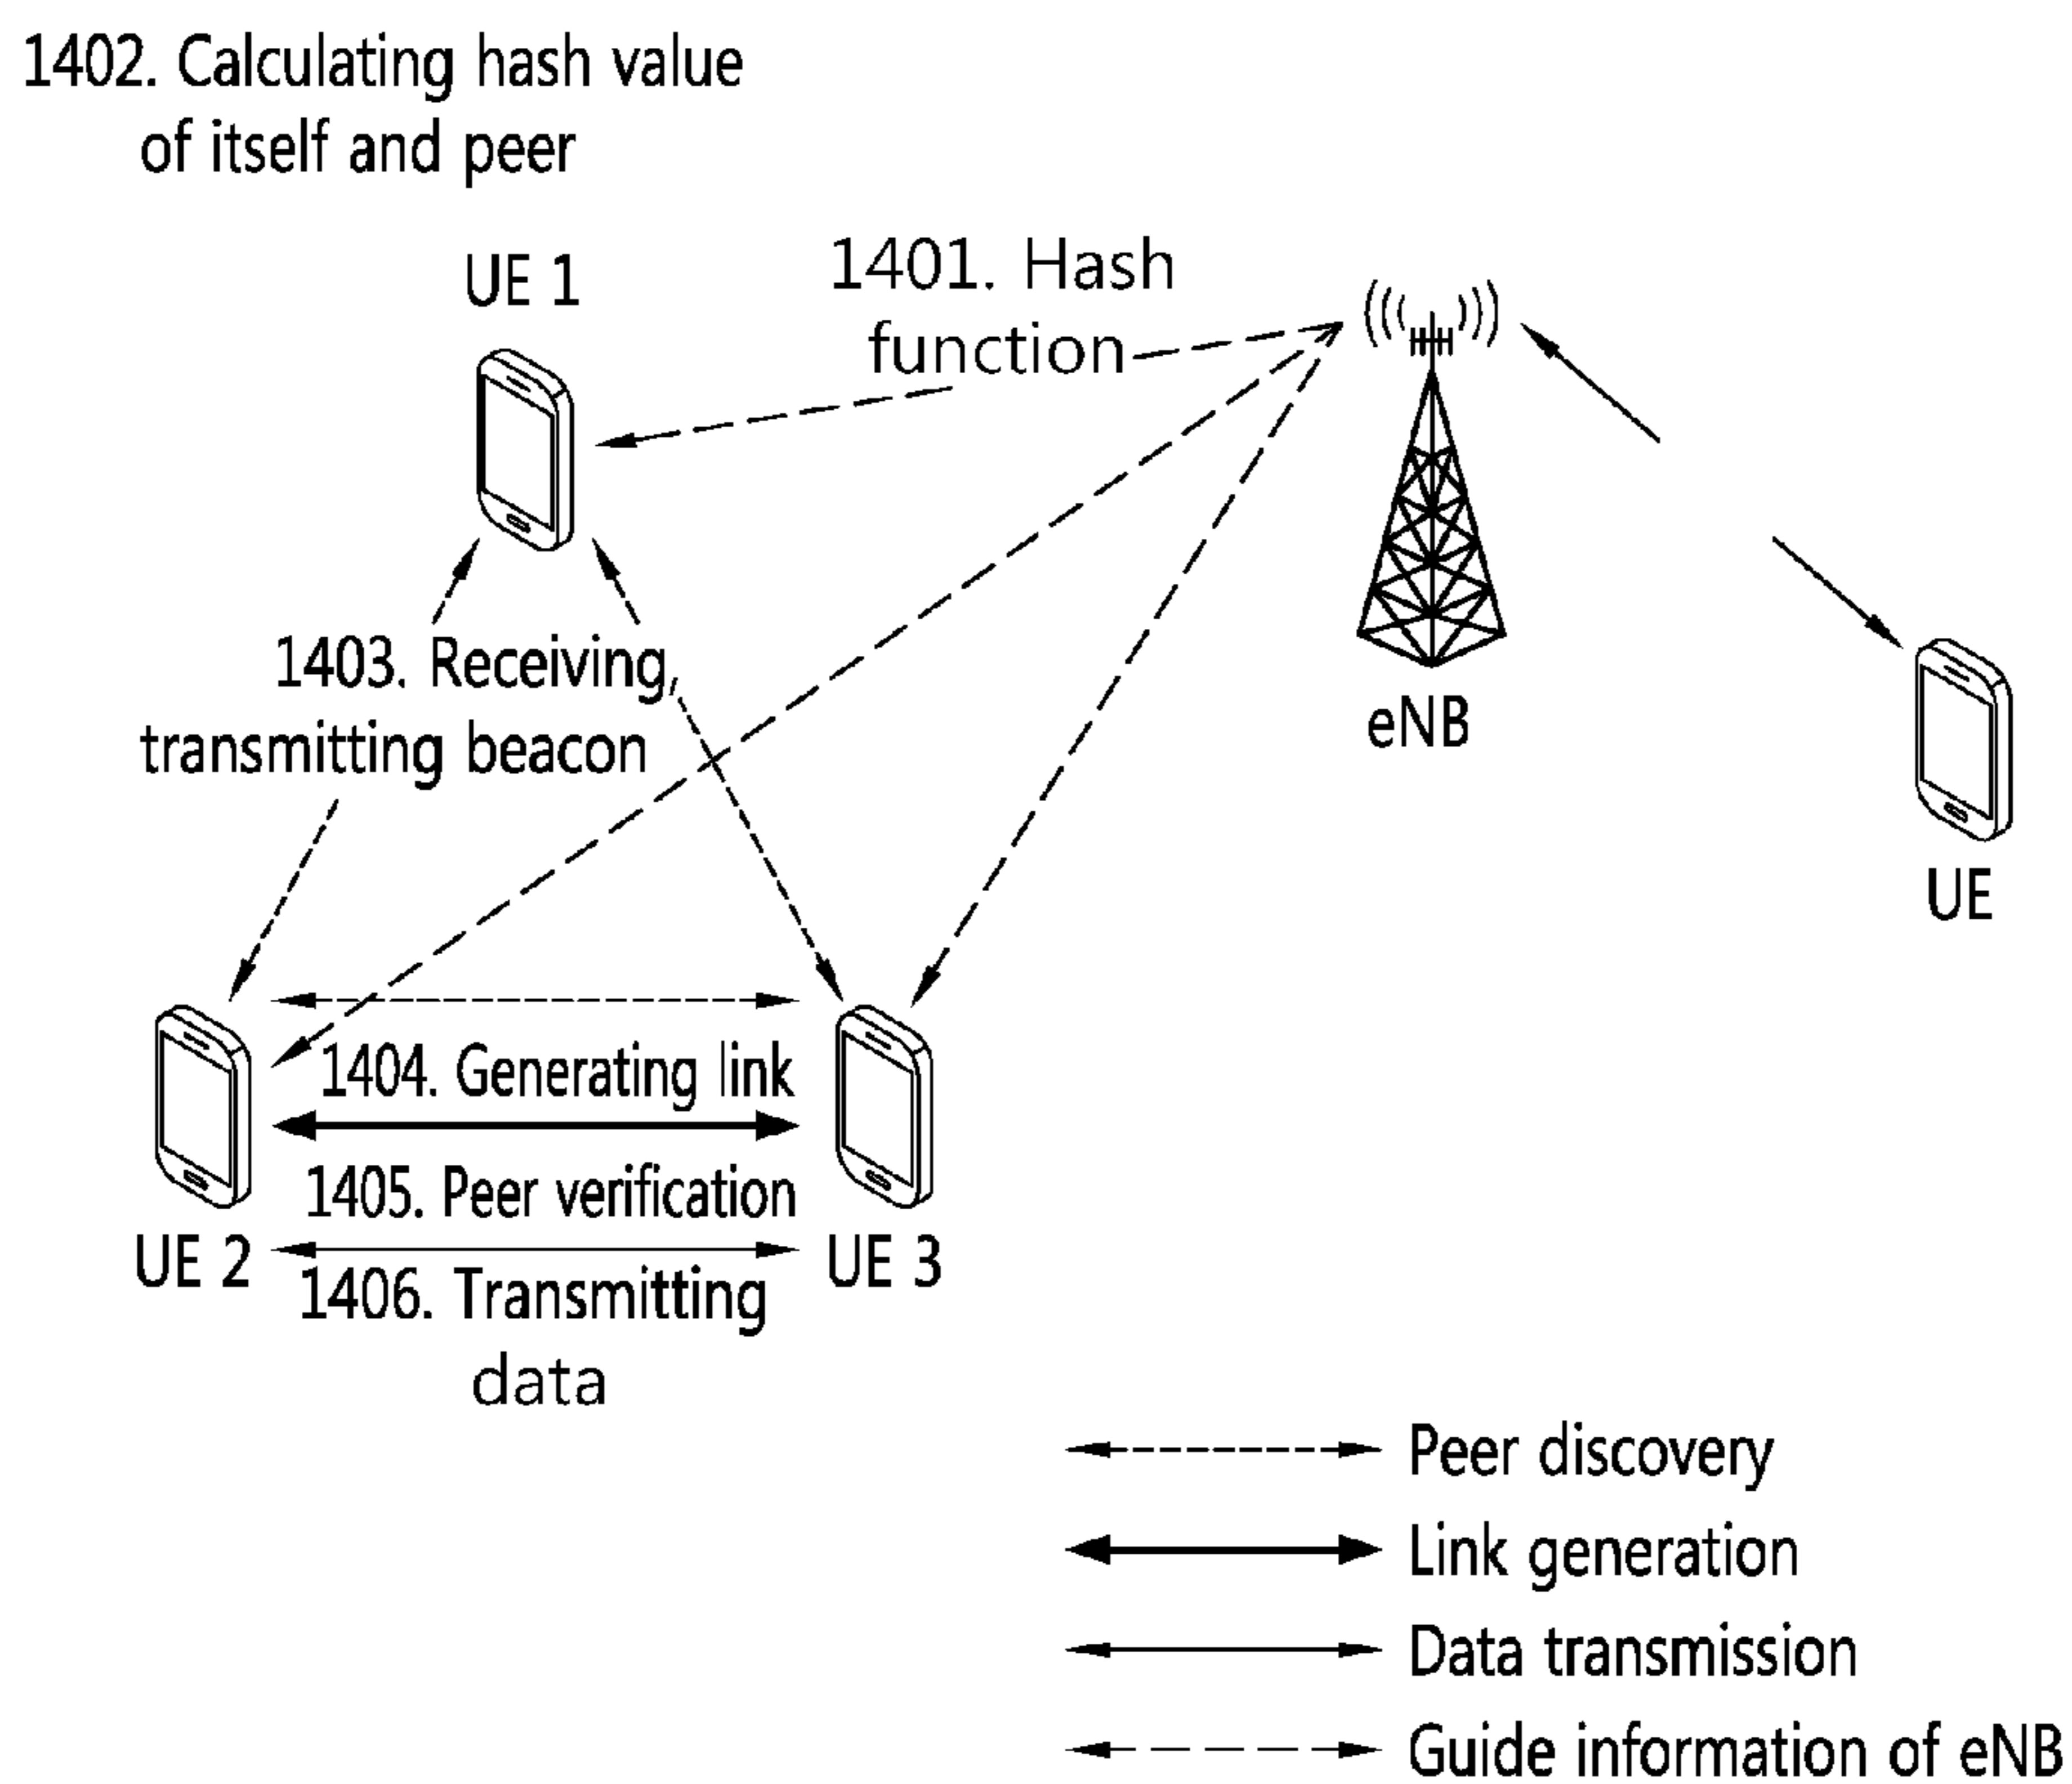 1402. Calculating hash value
of itself and peer
UE 1
1401. Hash
function
1403. Receiving,
transmitting beacon
eNB
UE
1404. Generating link
1405. Peer verification
UE 2
UE 3
1406. Transmitting
data
Peer discovery
Link generation
Data transmission
Guide information of eNB